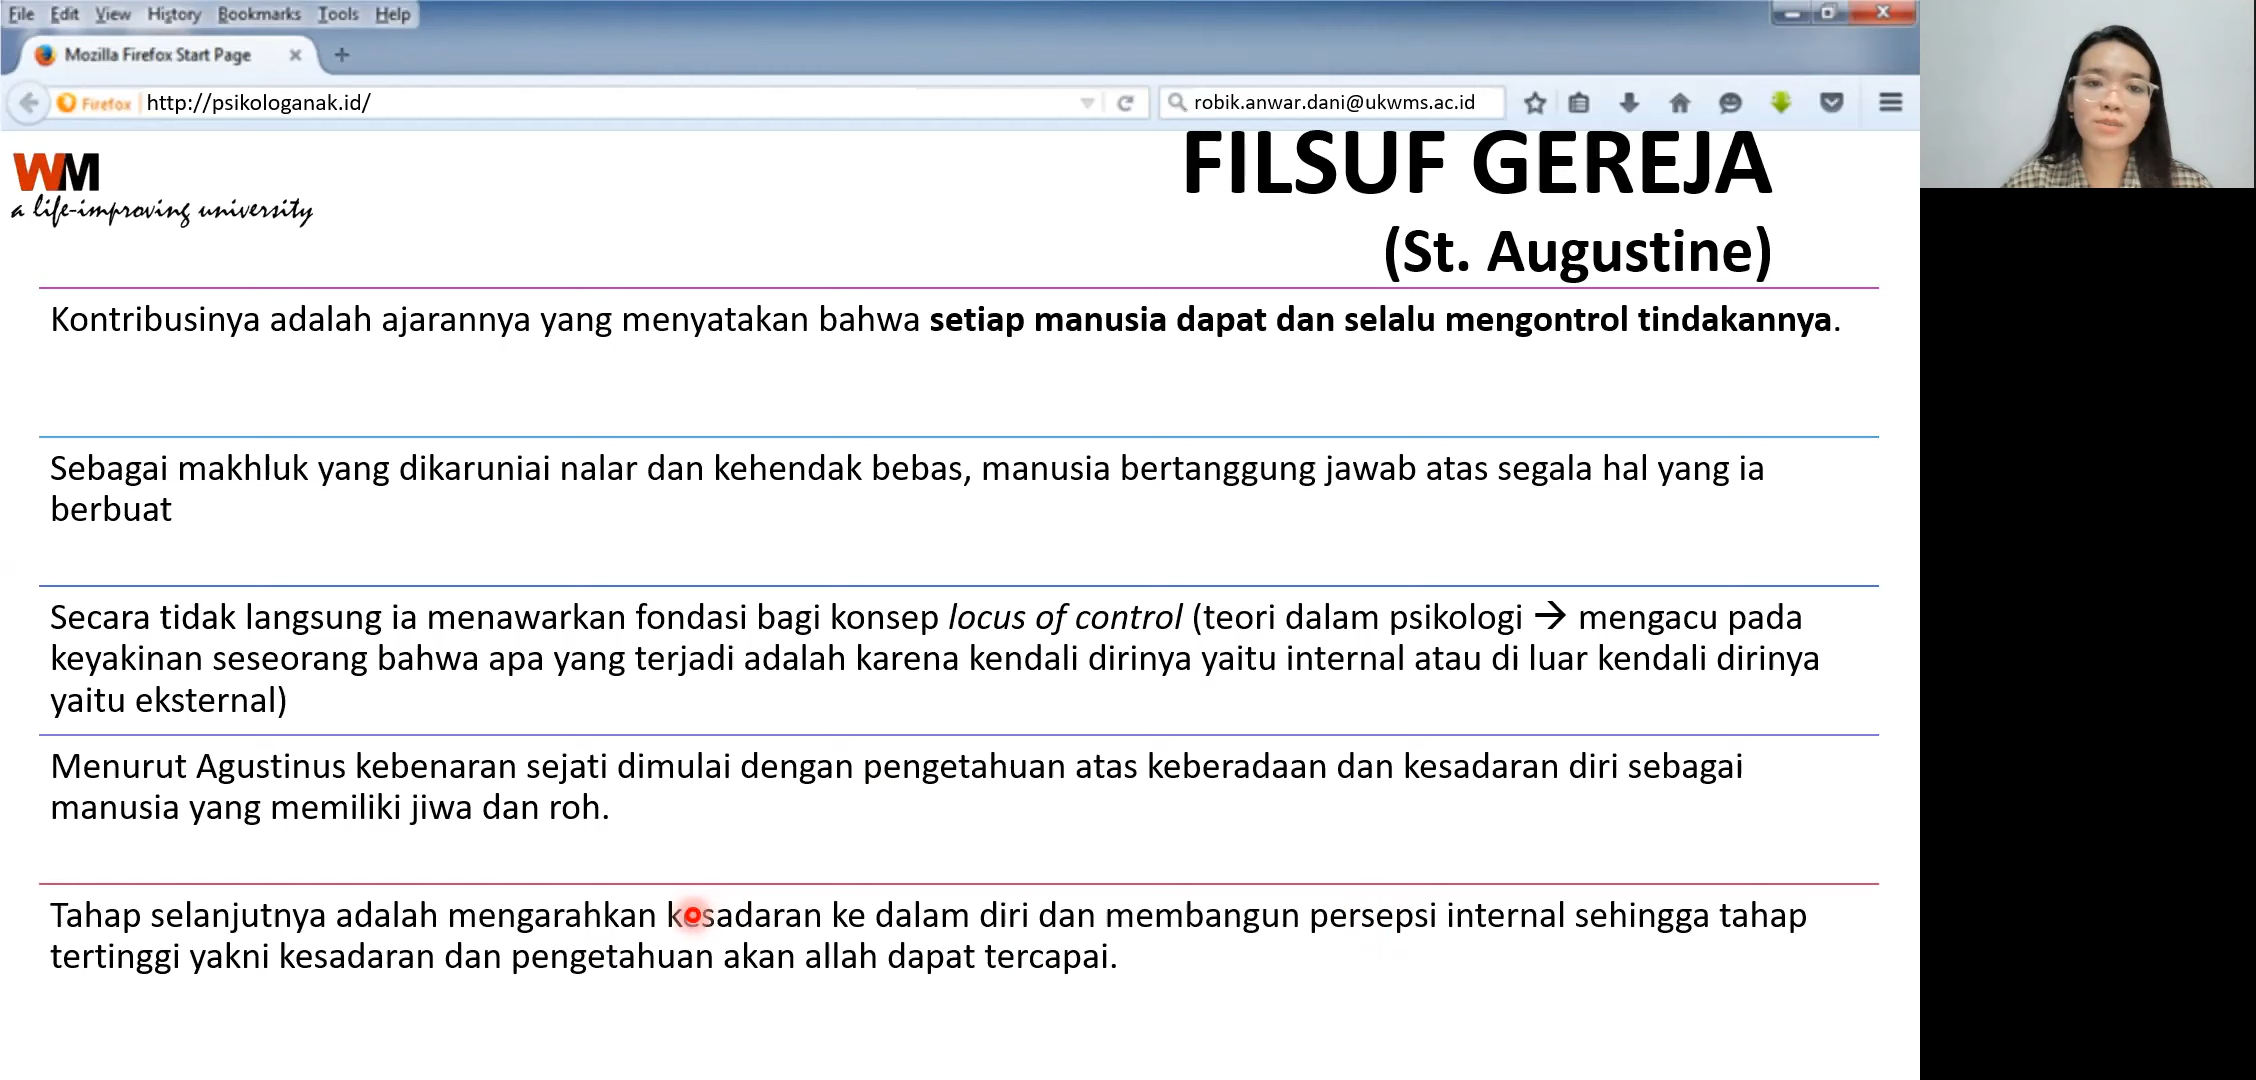 File Edit View History Bookmarks Tools Help
Mozilla Firefox Start Page
Firefox http://psikologanak.id/ robik.anwar.dani@ukwms.ac.id
WM
a life-improving university
FILSUF GEREJA
(St. Augustine)
Kontribusinya adalah ajarannya yang menyatakan bahwa setiap manusia dapat dan selalu mengontrol tindakannya.
Sebagai makhluk yang dikaruniai nalar dan kehendak bebas, manusia bertanggung jawab atas segala hal yang ia
berbuat
Secara tidak langsung ia menawarkan fondasi bagi konsep locus of control (teori dalam psikologi → mengacu pada
keyakinan seseorang bahwa apa yang terjadi adalah karena kendali dirinya yaitu internal atau di luar kendali dirinya
yaitu eksternal)
Menurut Agustinus kebenaran sejati dimulai dengan pengetahuan atas keberadaan dan kesadaran diri sebagai
manusia yang memiliki jiwa dan roh.
Tahap selanjutnya adalah mengarahkan kesadaran ke dalam diri dan membangun persepsi internal sehingga tahap
tertinggi yakni kesadaran dan pengetahuan akan allah dapat tercapai.